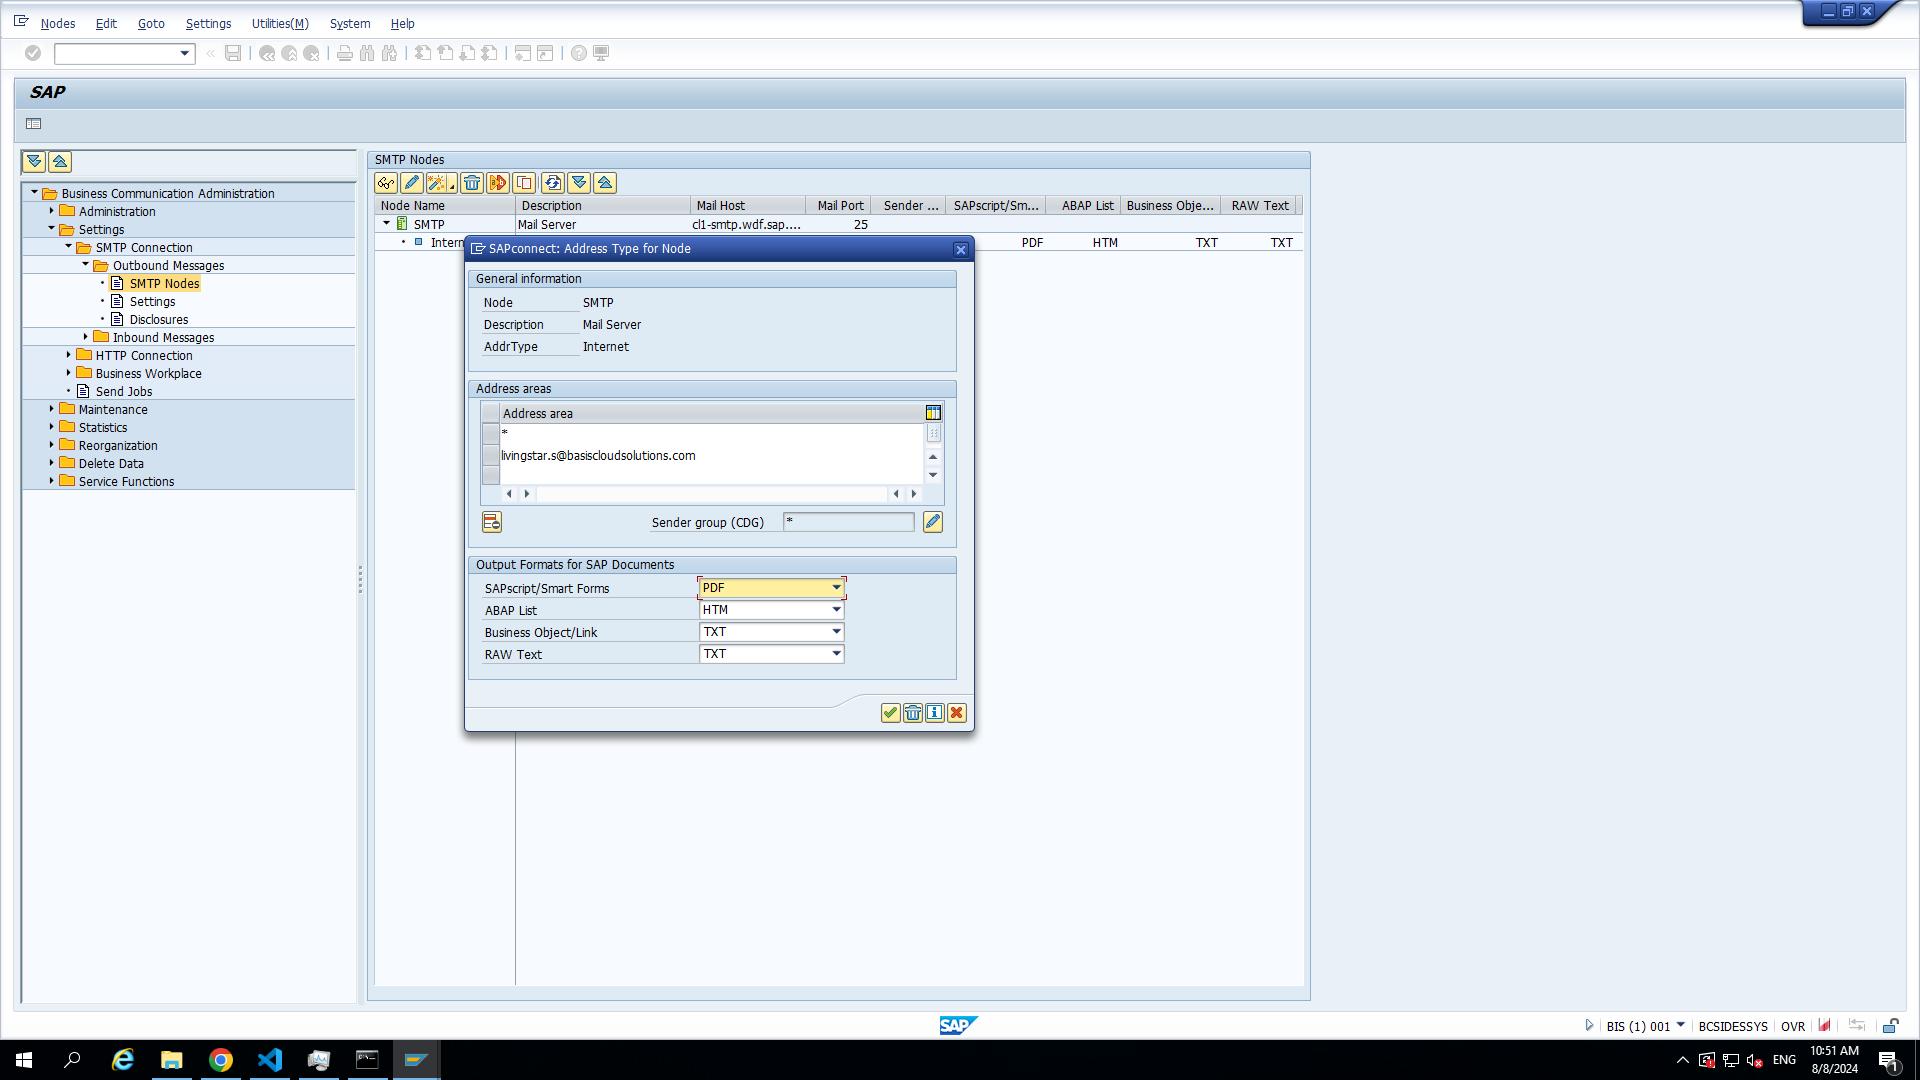 Nodes Edit Goto Settings Utilities(M) System Help
SAP
Business Communication Administration
Administration
Settings
SMTP Connection
Outbound Messages
SMTP Nodes
Settings
Disclosures
Inbound Messages
HTTP Connection
Business Workplace
Send Jobs
Maintenance
Statistics
Reorganization
Delete Data
Service Functions
SMTP Nodes
Node Name Description Mail Host Mail Port Sender ... SAPscript/Sm... ABAP List Business Obje... RAW Text
SMTP Mail Server cl1-smtp.wdf.sap.... 25
Intern PDF HTM TXT TXT
SAPconnect: Address Type for Node
General information
Node SMTP
Description Mail Server
AddrType Internet
Address areas
Address area
*
livingstar.s@basiscloudsolutions.com
Sender group (CDG) *
Output Formats for SAP Documents
SAPscript/Smart Forms PDF
ABAP List HTM
Business Object/Link TXT
RAW Text TXT
SAP
BIS (1) 001 BCSIDESSYS OVR
ENG
10:51 AM
8/8/2024
1